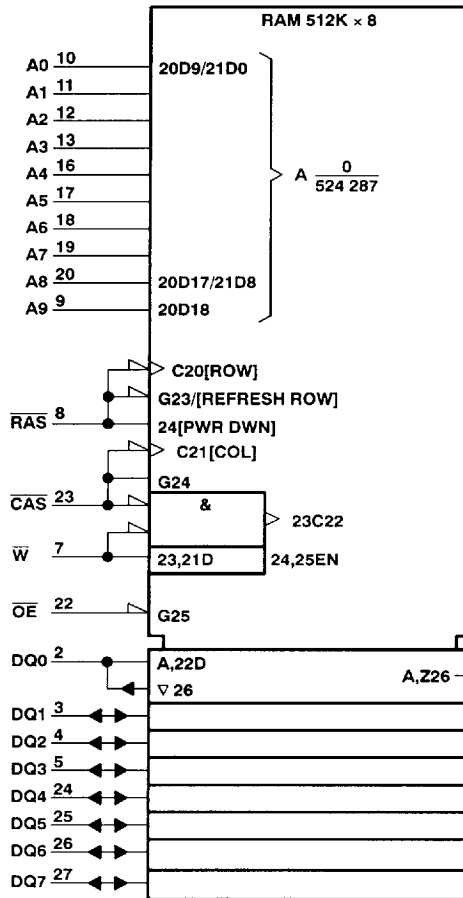 RAM 512K × 8
A0 10 20D9/21D0
A1 11
A2 12
A3 13
A4 16 A 0
524 287
A5 17
A6 18
A7 19
A8 20 20D17/21D8
A9 9 20D18
C20[ROW]
G23/[REFRESH ROW]
RAS 8 24[PWR DWN]
C21[COL]
G24
CAS 23 & 23C22
W 7 23,21D 24,25EN
OE 22 G25
DQ0 2 A,22D A,Z26
▽ 26
DQ1 3
DQ2 4
DQ3 5
DQ4 24
DQ5 25
DQ6 26
DQ7 27